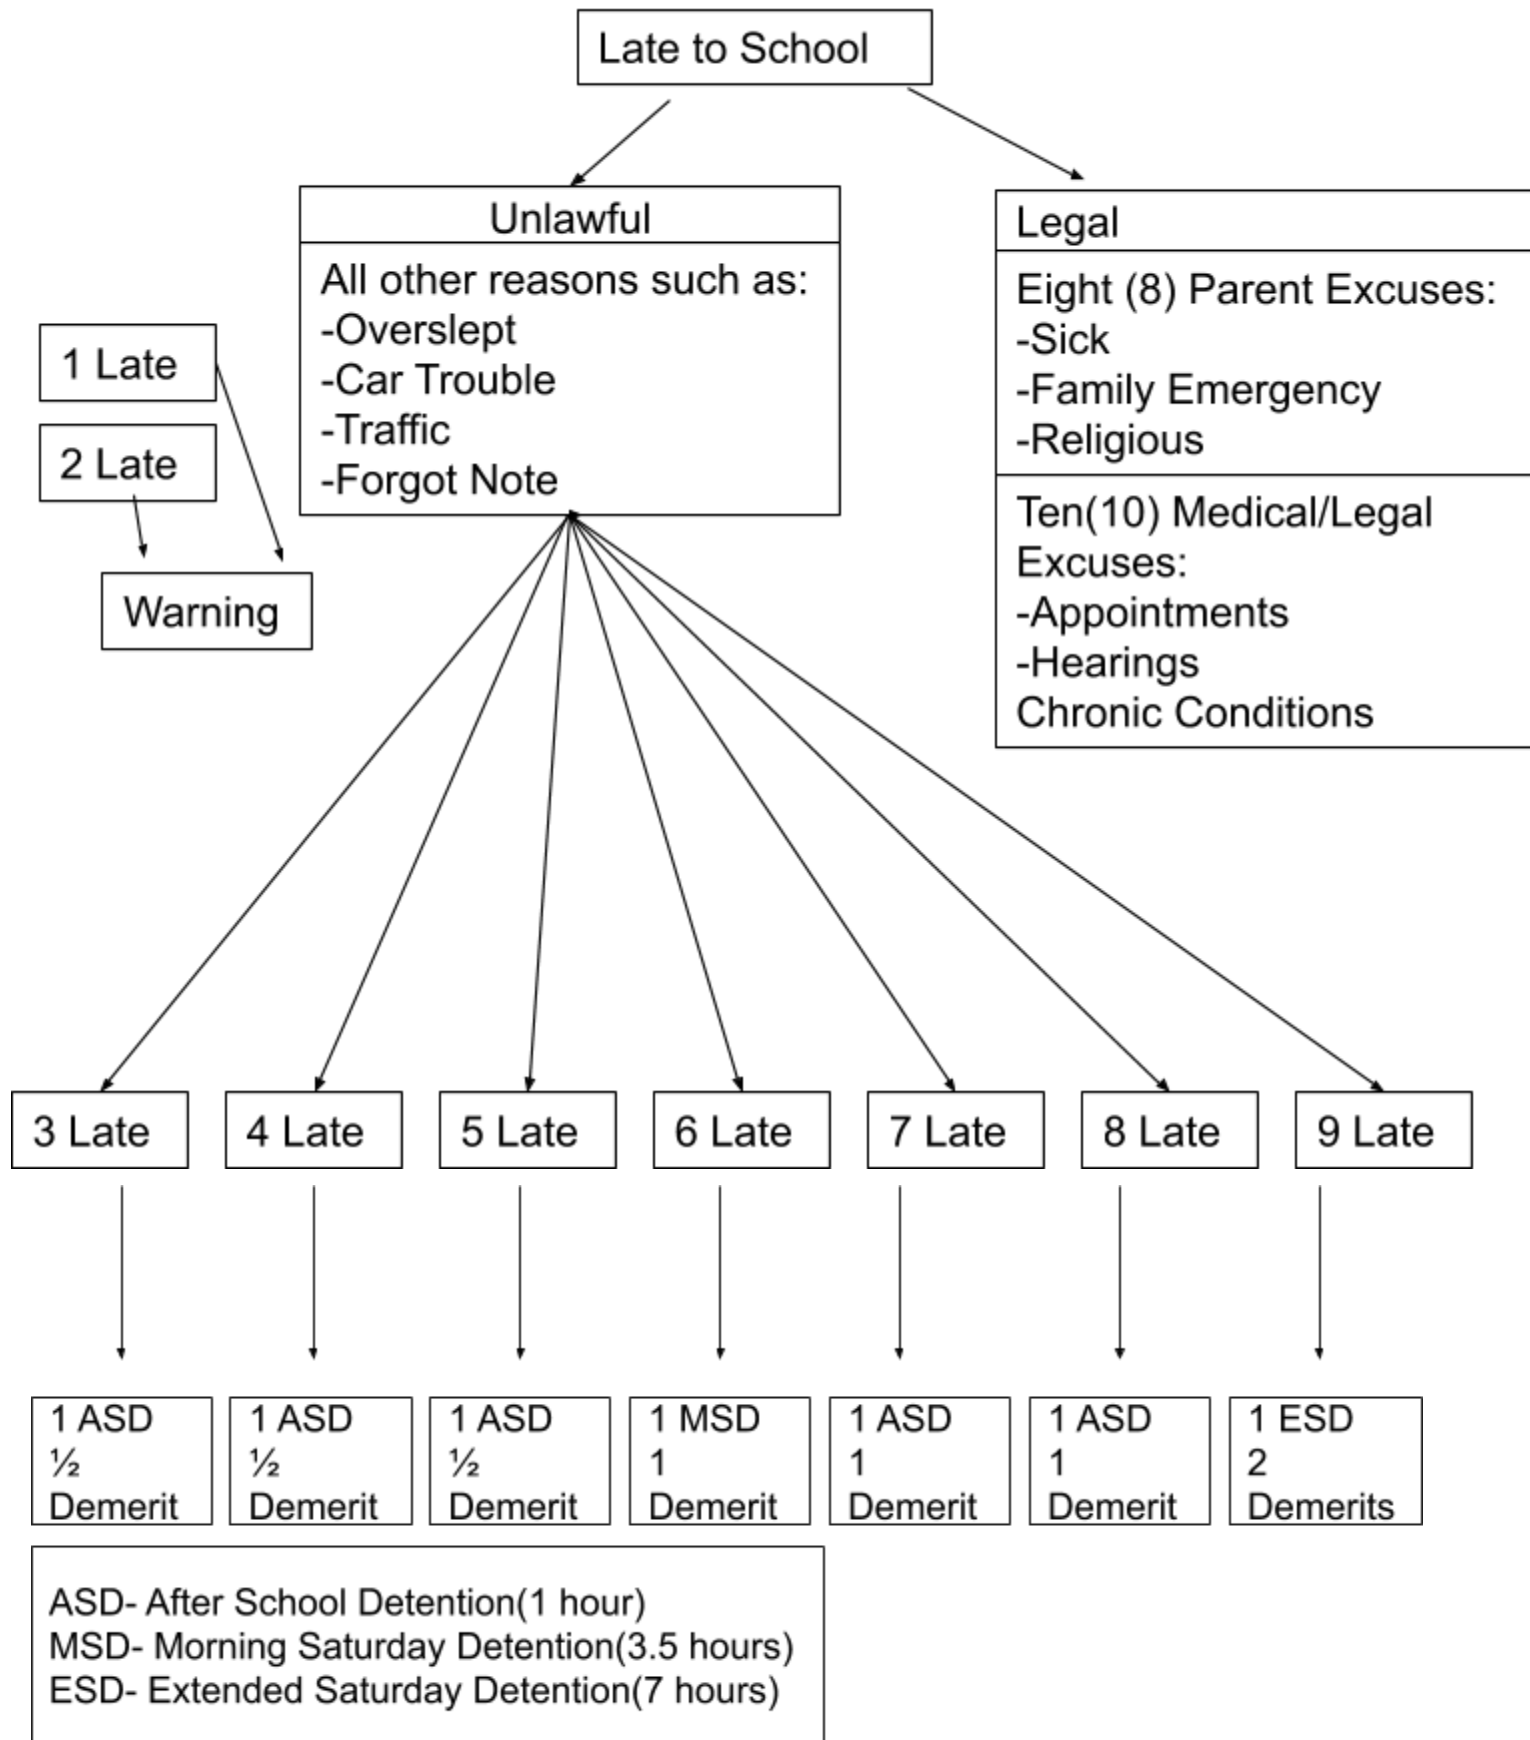 Late to School
Unlawful
All other reasons such as:
-Overslept
-Car Trouble
-Traffic
-Forgot Note
Legal
Eight (8) Parent Excuses:
-Sick
-Family Emergency
-Religious
Ten(10) Medical/Legal
Excuses:
-Appointments
-Hearings
Chronic Conditions
1 Late
2 Late
Warning
3 Late
4 Late
5 Late
6 Late
7 Late
8 Late
9 Late
1 ASD
½
Demerit
1 ASD
½
Demerit
1 ASD
½
Demerit
1 MSD
1
Demerit
1 ASD
1
Demerit
1 ASD
1
Demerit
1 ESD
2
Demerits
ASD- After School Detention(1 hour)
MSD- Morning Saturday Detention(3.5 hours)
ESD- Extended Saturday Detention(7 hours)